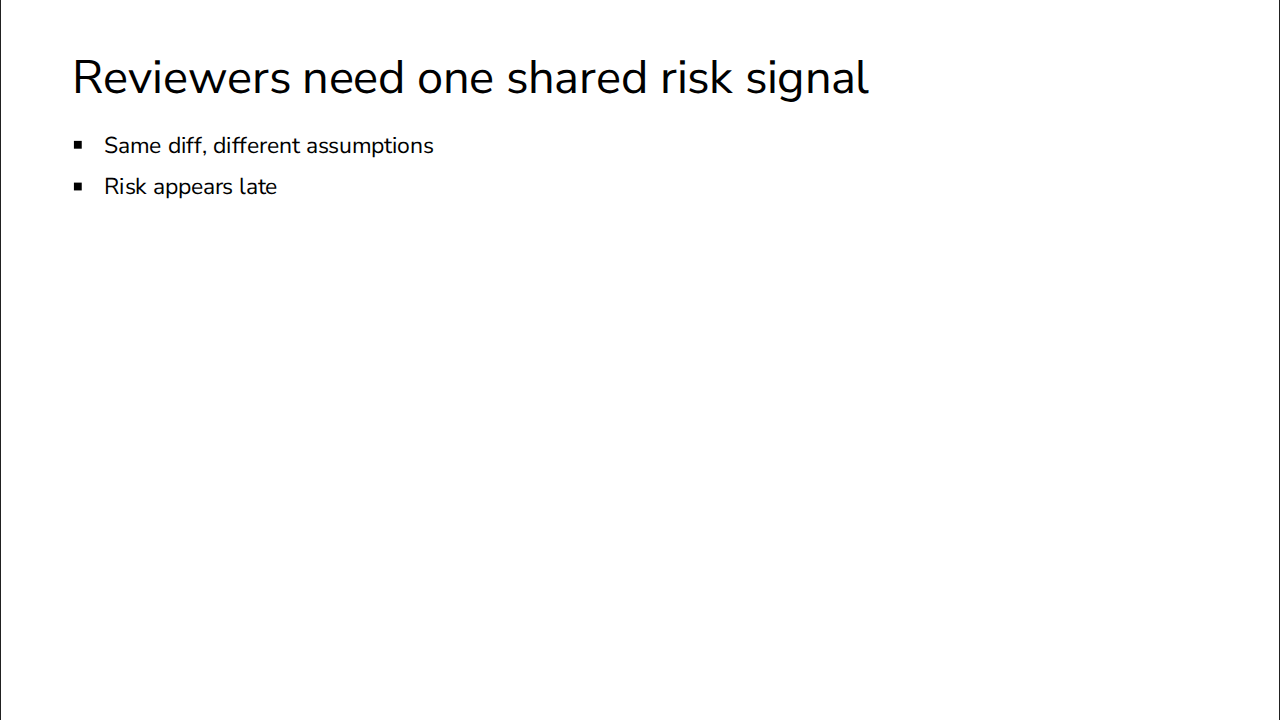 Reviewers need one shared risk signal
▪ Same diff, different assumptions
▪ Risk appears late